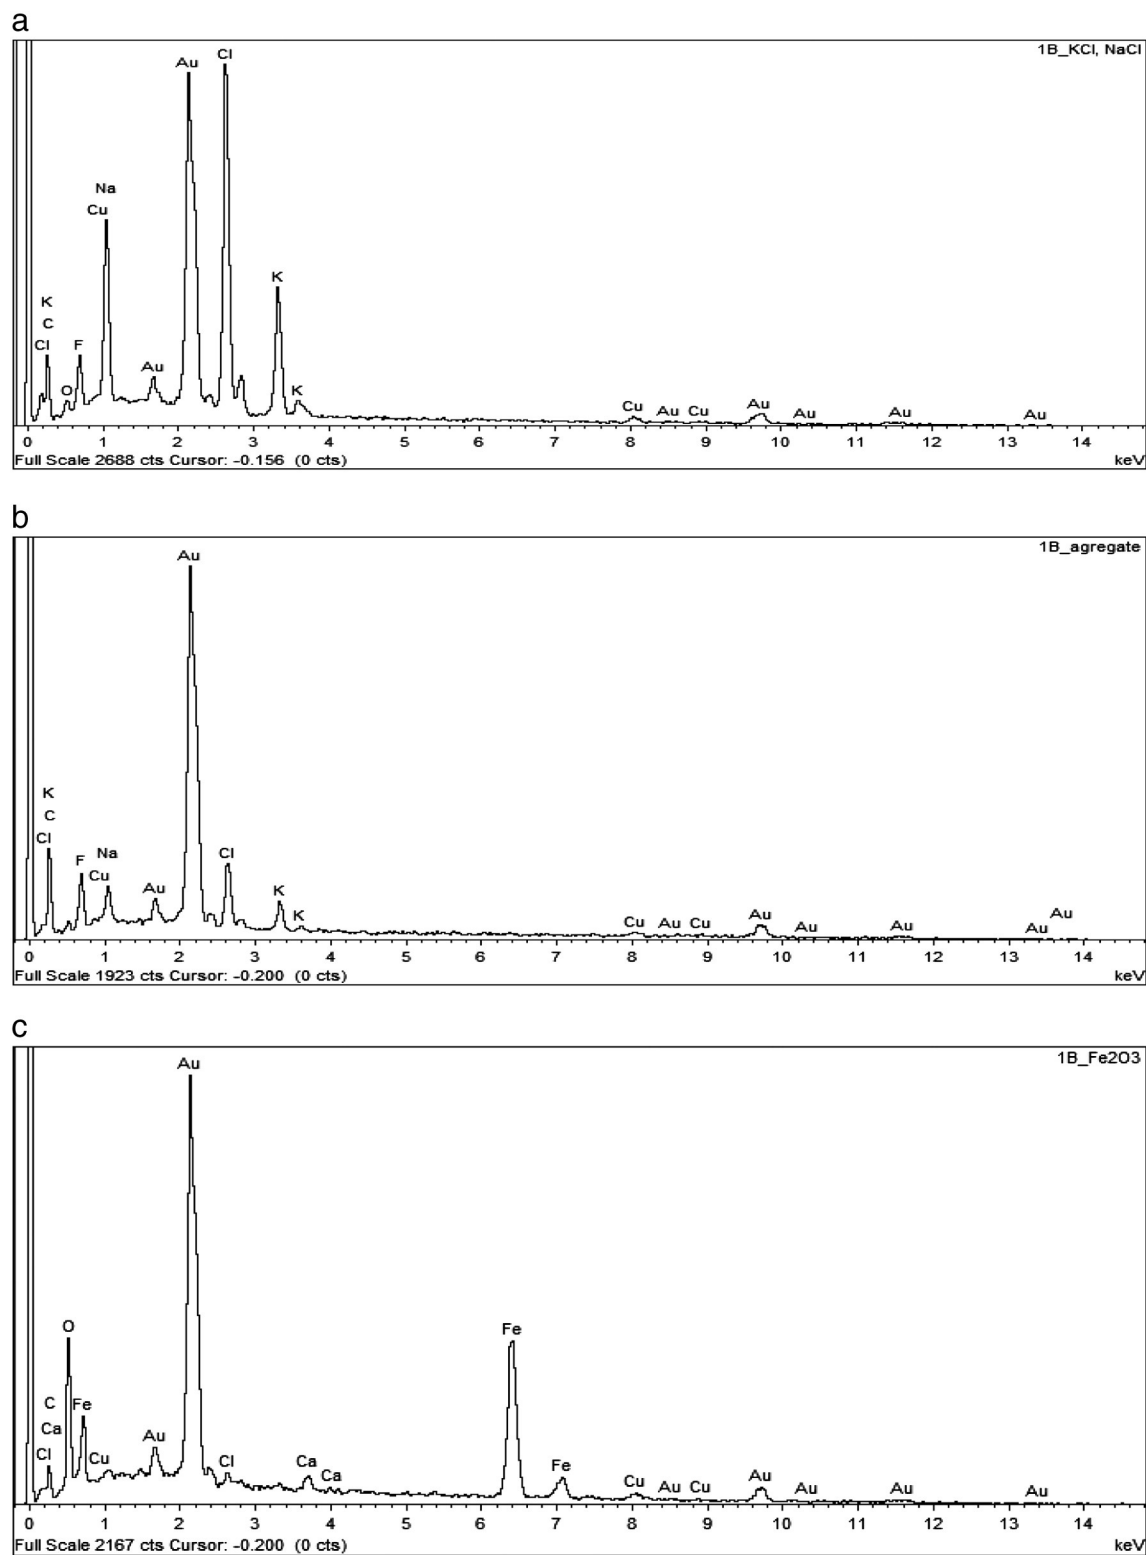 a
1B_KCl, NaCl
Au Cl
Na
Cu
K
K
C
Cl F
O Au K
Cu Au Cu Au Au Au Au
0 1 2 3 4 5 6 7 8 9 10 11 12 13 14
Full Scale 2688 cts Cursor: -0.156 (0 cts) keV
b
1B_agregate
Au
K
C
Cl F Na Cl
Cu Au K K
Cu Au Cu Au Au Au Au Au
0 1 2 3 4 5 6 7 8 9 10 11 12 13 14
Full Scale 1923 cts Cursor: -0.200 (0 cts) keV
c
1B_Fe2O3
Au
O Fe
C Fe
Ca
Cl Cu Au Cl Ca Ca Fe
Cu Au Cu Au Au Au Au
0 1 2 3 4 5 6 7 8 9 10 11 12 13 14
Full Scale 2167 cts Cursor: -0.200 (0 cts) keV